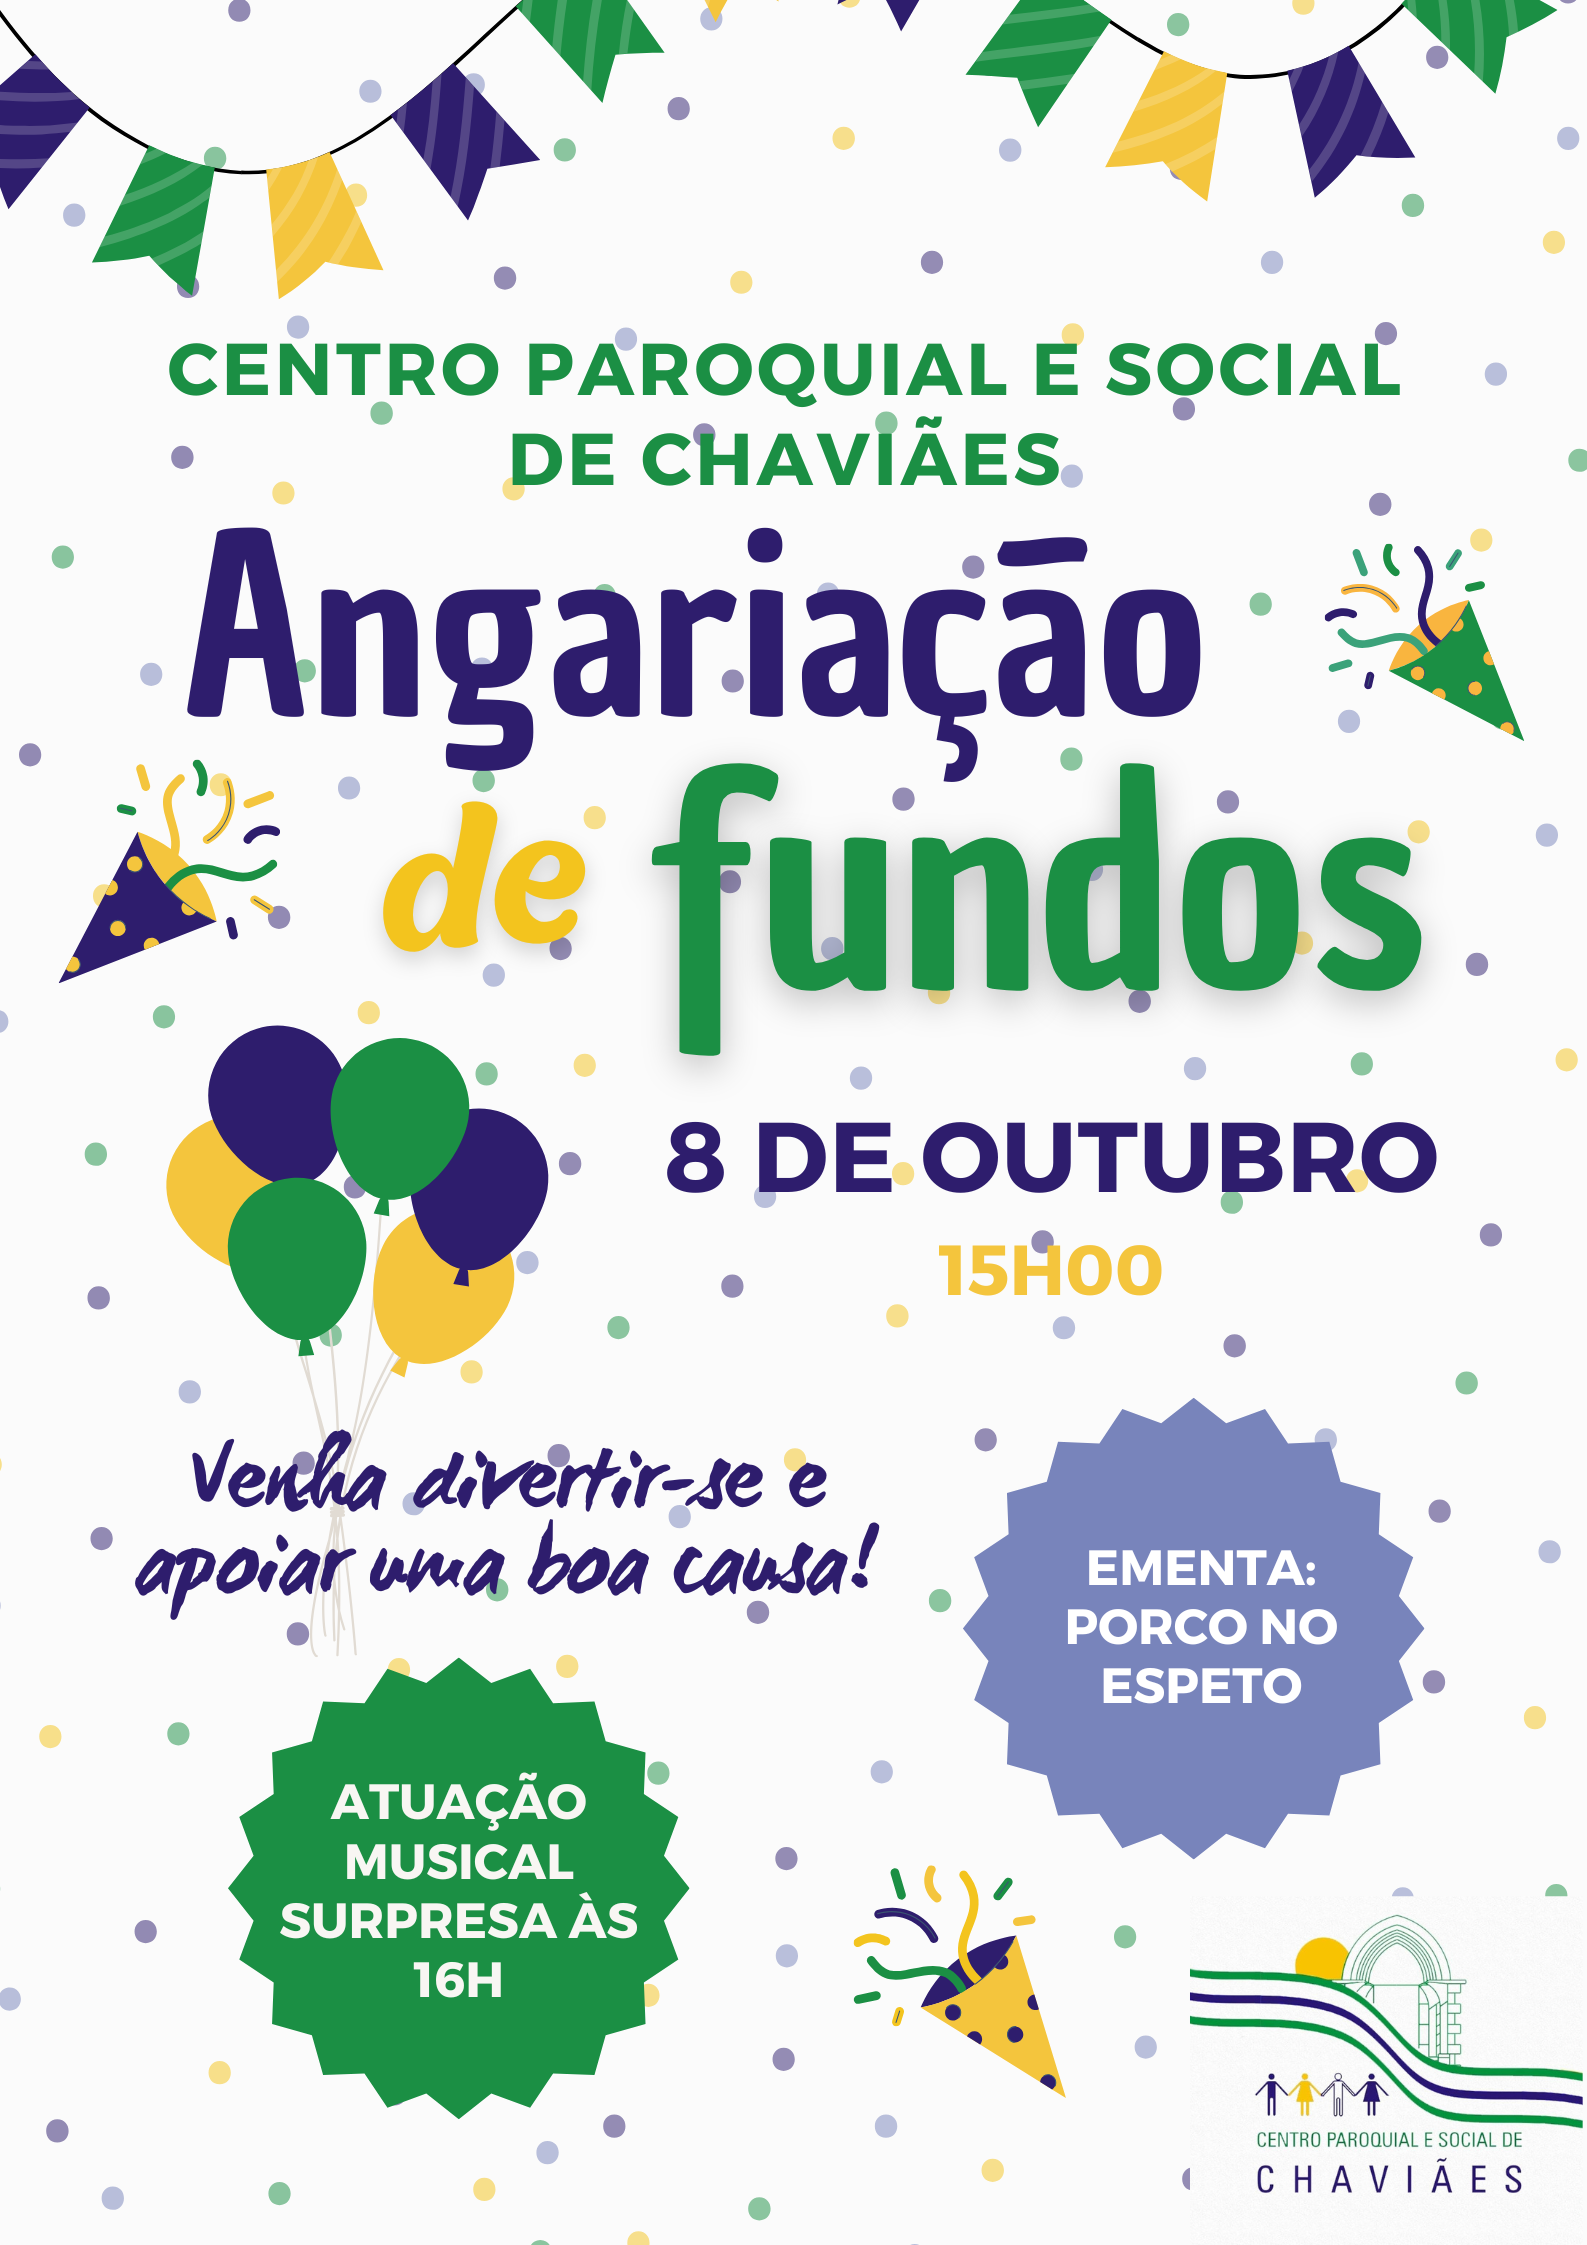 CENTRO PAROQUIAL E SOCIAL
DE CHAVIÃES
Angariação
de fundos
8 DE OUTUBRO
15H00
Venha divertir-se e
apoiar uma boa causa!
EMENTA:
PORCO NO
ESPETO
ATUAÇÃO
MUSICAL
SURPRESA ÀS
16H
CENTRO PAROQUIAL E SOCIAL DE
CHAVIÃES